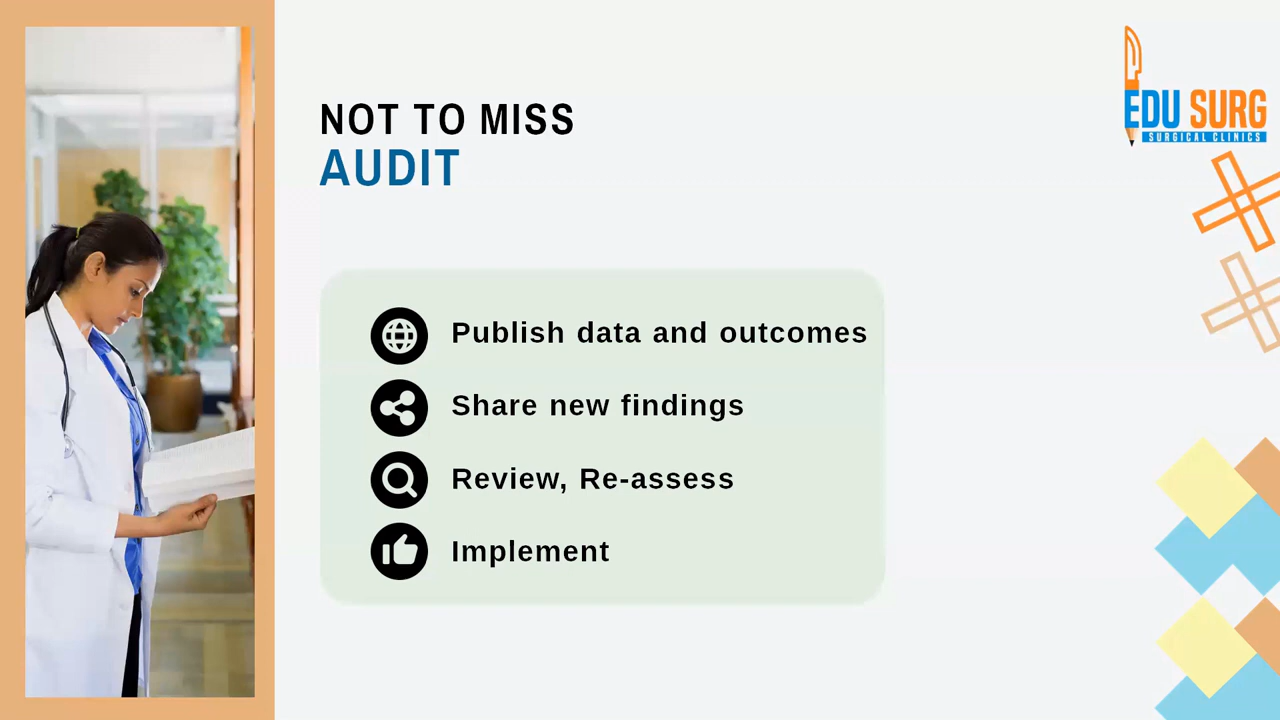 NOT TO MISS
AUDIT
EDU SURG
SURGICAL CLINICS
Publish data and outcomes
Share new findings
Review, Re-assess
Implement